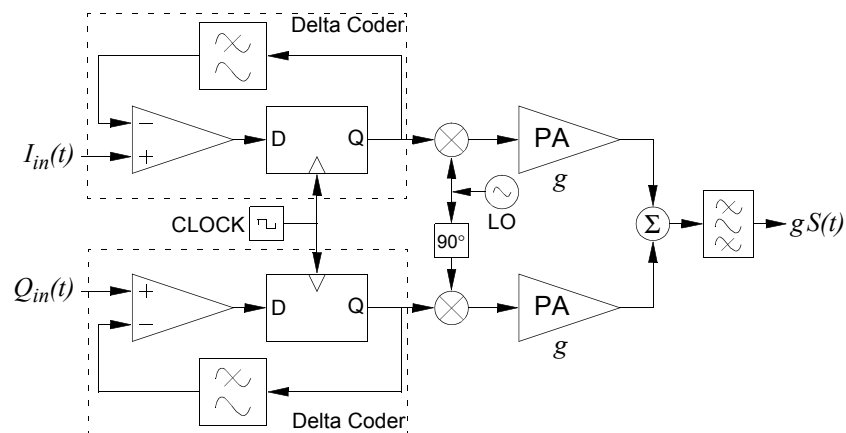 Delta Coder
−
+
D
Q
I_in(t)
PA
g
CLOCK
LO
90°
Σ
gS(t)
Q_in(t)
+
−
D
Q
PA
g
Delta Coder